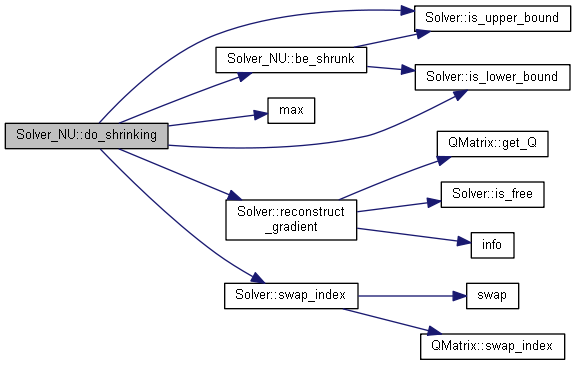 Solver::is_upper_bound
Solver_NU::be_shrunk
Solver::is_lower_bound
max
Solver_NU::do_shrinking
QMatrix::get_Q
Solver::is_free
Solver::reconstruct
_gradient
info
Solver::swap_index
swap
QMatrix::swap_index